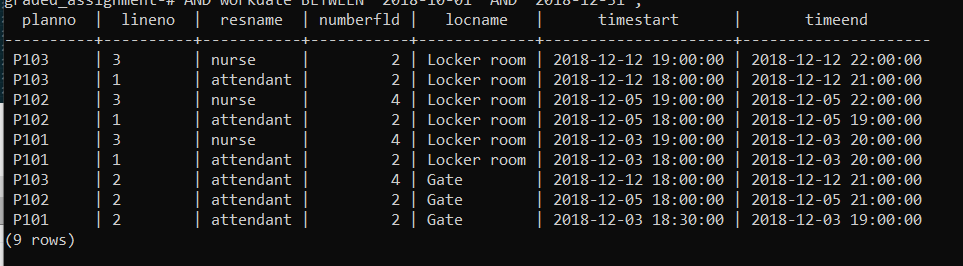 graded_assignment-# AND workdate BETWEEN '2018-10-01' AND '2018-12-31';
 planno  |  lineno  |  resname  | numberfld |  locname  |  timestart  |  timeend
----------+----------+-----------+-----------+-------------+---------------------+---------------------
 P103     | 3        | nurse     |         2 | Locker room | 2018-12-12 19:00:00 | 2018-12-12 22:00:00
 P103     | 1        | attendant |         2 | Locker room | 2018-12-12 18:00:00 | 2018-12-12 21:00:00
 P102     | 3        | nurse     |         4 | Locker room | 2018-12-05 19:00:00 | 2018-12-05 22:00:00
 P102     | 1        | attendant |         2 | Locker room | 2018-12-05 18:00:00 | 2018-12-05 19:00:00
 P101     | 3        | nurse     |         4 | Locker room | 2018-12-03 19:00:00 | 2018-12-03 20:00:00
 P101     | 1        | attendant |         2 | Locker room | 2018-12-03 18:00:00 | 2018-12-03 20:00:00
 P103     | 2        | attendant |         4 | Gate        | 2018-12-12 18:00:00 | 2018-12-12 21:00:00
 P102     | 2        | attendant |         2 | Gate        | 2018-12-05 18:00:00 | 2018-12-05 21:00:00
 P101     | 2        | attendant |         2 | Gate        | 2018-12-03 18:30:00 | 2018-12-03 19:00:00
(9 rows)